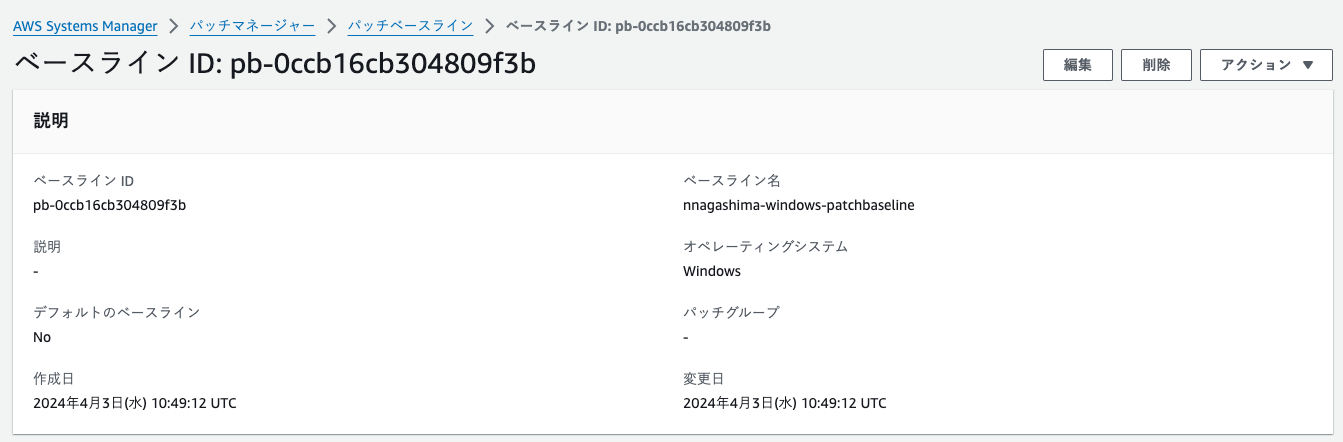 AWS Systems Manager > パッチマネージャー > パッチベースライン > ベースライン ID: pb-0ccb16cb304809f3b
ベースライン ID: pb-0ccb16cb304809f3b
編集 削除 アクション ▼
説明
ベースライン ID
pb-0ccb16cb304809f3b
ベースライン名
nnagashima-windows-patchbaseline
説明
-
オペレーティングシステム
Windows
デフォルトのベースライン
No
パッチグループ
-
作成日
2024年4月3日(水) 10:49:12 UTC
変更日
2024年4月3日(水) 10:49:12 UTC